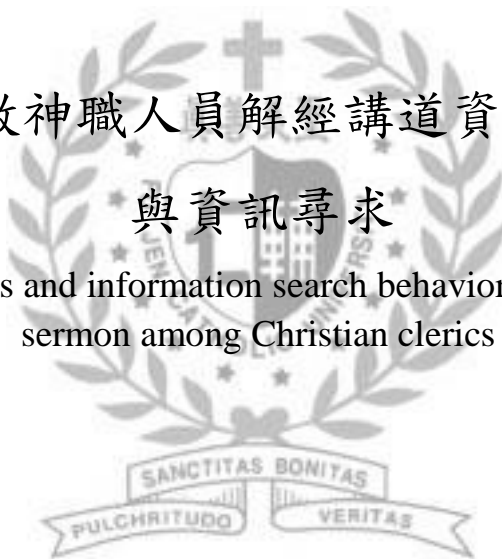 教神職人員解經講道資
與資訊尋求
s and information search behavior
sermon among Christian clerics
SANCTITAS BONITAS
PULCHRITUDO VERITAS